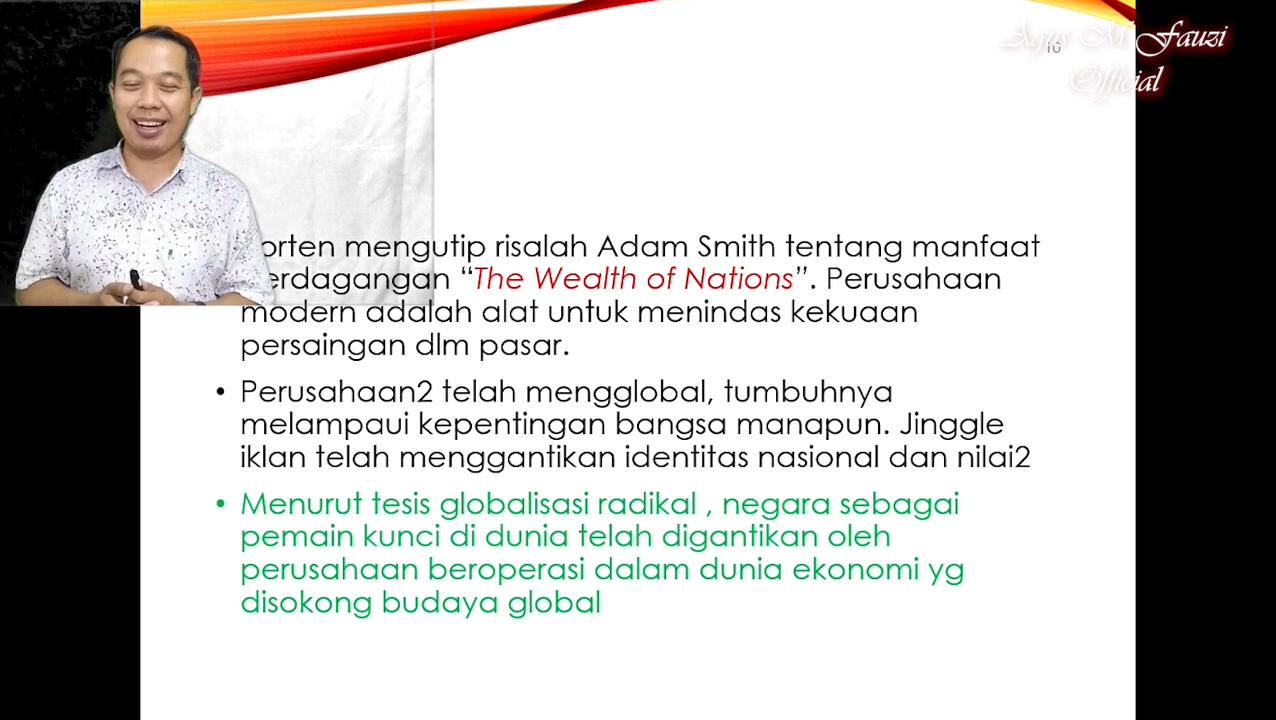 Agus M Fauzi
Official
10
orten mengutip risalah Adam Smith tentang manfaat
erdagangan “The Wealth of Nations”. Perusahaan
modern adalah alat untuk menindas kekuaan
persaingan dlm pasar.
• Perusahaan2 telah mengglobal, tumbuhnya
melampaui kepentingan bangsa manapun. Jinggle
iklan telah menggantikan identitas nasional dan nilai2
• Menurut tesis globalisasi radikal , negara sebagai
pemain kunci di dunia telah digantikan oleh
perusahaan beroperasi dalam dunia ekonomi yg
disokong budaya global